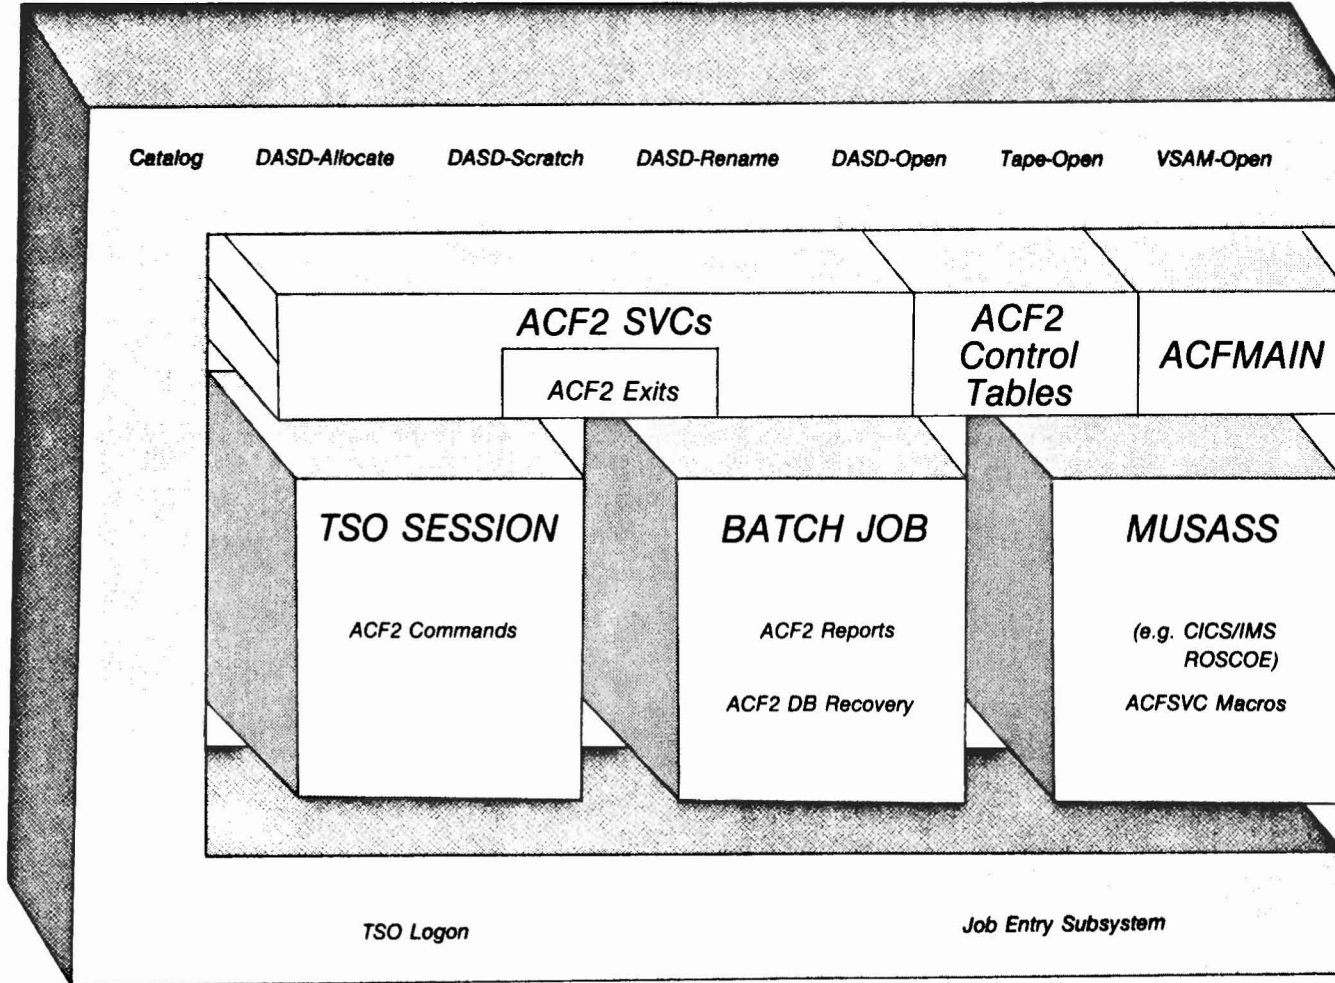 Catalog DASD-Allocate DASD-Scratch DASD-Rename DASD-Open Tape-Open VSAM-Open
ACF2 SVCs
ACF2 Exits
ACF2
Control
Tables
ACFMAIN
TSO SESSION
ACF2 Commands
BATCH JOB
ACF2 Reports
ACF2 DB Recovery
MUSASS
(e.g. CICS/IMS
ROSCOE)
ACFSVC Macros
TSO Logon
Job Entry Subsystem